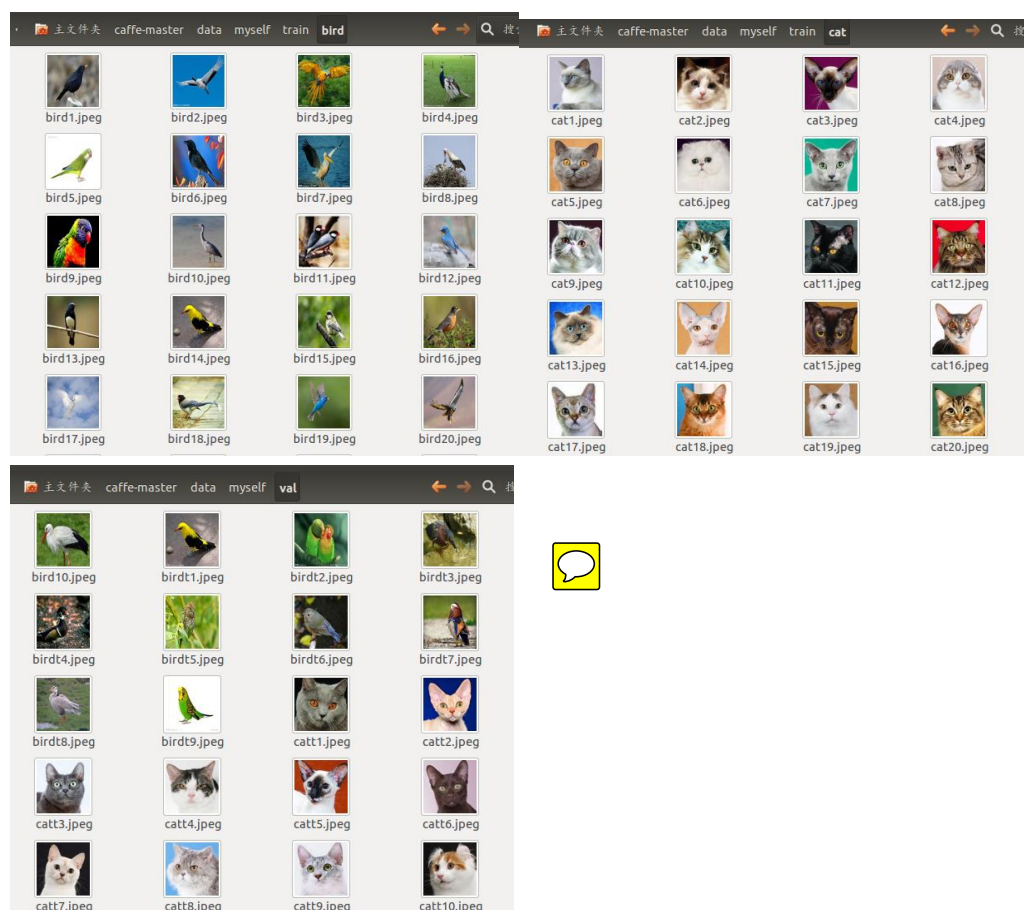 主文件夹 caffe-master data myself train bird
bird1.jpeg bird2.jpeg bird3.jpeg bird4.jpeg
bird5.jpeg bird6.jpeg bird7.jpeg bird8.jpeg
bird9.jpeg bird10.jpeg bird11.jpeg bird12.jpeg
bird13.jpeg bird14.jpeg bird15.jpeg bird16.jpeg
bird17.jpeg bird18.jpeg bird19.jpeg bird20.jpeg
主文件夹 caffe-master data myself train cat
cat1.jpeg cat2.jpeg cat3.jpeg cat4.jpeg
cat5.jpeg cat6.jpeg cat7.jpeg cat8.jpeg
cat9.jpeg cat10.jpeg cat11.jpeg cat12.jpeg
cat13.jpeg cat14.jpeg cat15.jpeg cat16.jpeg
cat17.jpeg cat18.jpeg cat19.jpeg cat20.jpeg
主文件夹 caffe-master data myself val
bird10.jpeg birdt1.jpeg birdt2.jpeg birdt3.jpeg
birdt4.jpeg birdt5.jpeg birdt6.jpeg birdt7.jpeg
birdt8.jpeg birdt9.jpeg catt1.jpeg catt2.jpeg
catt3.jpeg catt4.jpeg catt5.jpeg catt6.jpeg
catt7.jpeg catt8.jpeg catt9.jpeg catt10.jpeg